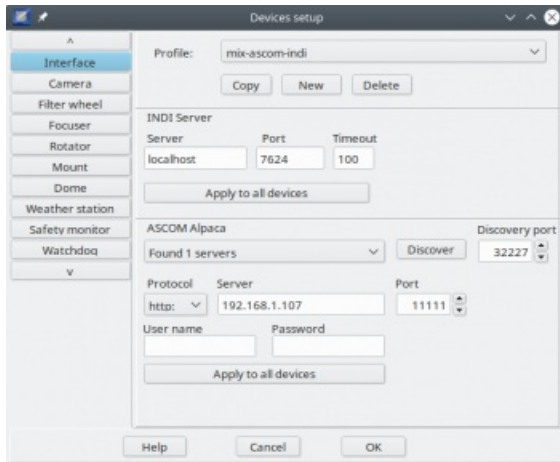 Devices setup
^
Interface
Camera
Filter wheel
Focuser
Rotator
Mount
Dome
Weather station
Safety monitor
Watchdog
v
Profile: mix-ascom-indi
Copy New Delete
INDI Server
Server Port Timeout
localhost 7624 100
Apply to all devices
ASCOM Alpaca Discovery port
Found 1 servers Discover 32227
Protocol Server Port
http: 192.168.1.107 11111
User name Password
Apply to all devices
Help Cancel OK